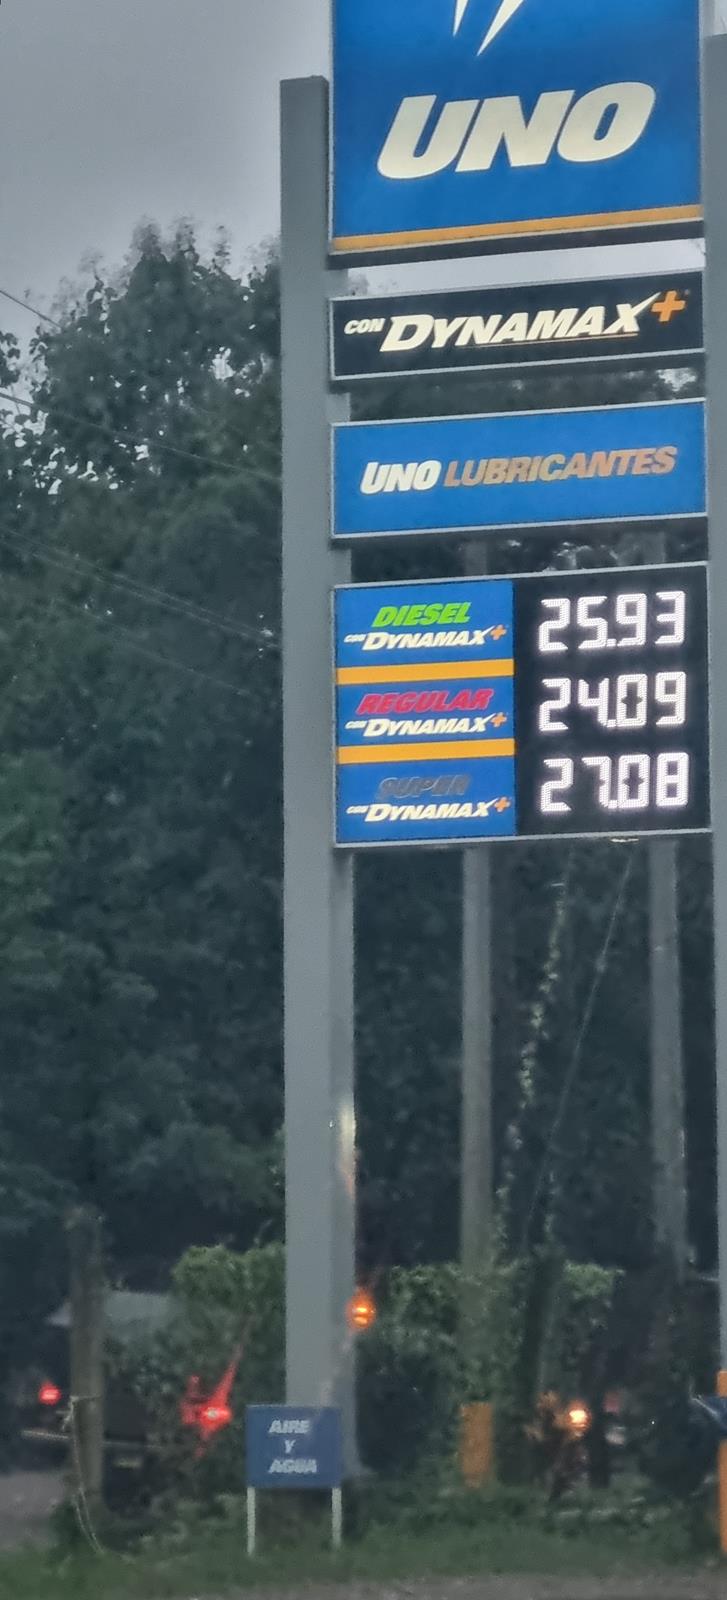 UNO
CON DYNAMAX+
UNO LUBRICANTES
DIESEL
CON DYNAMAX+
25.93
REGULAR
CON DYNAMAX+
24.09
SUPER
CON DYNAMAX+
27.08
AIRE
Y
AGUA